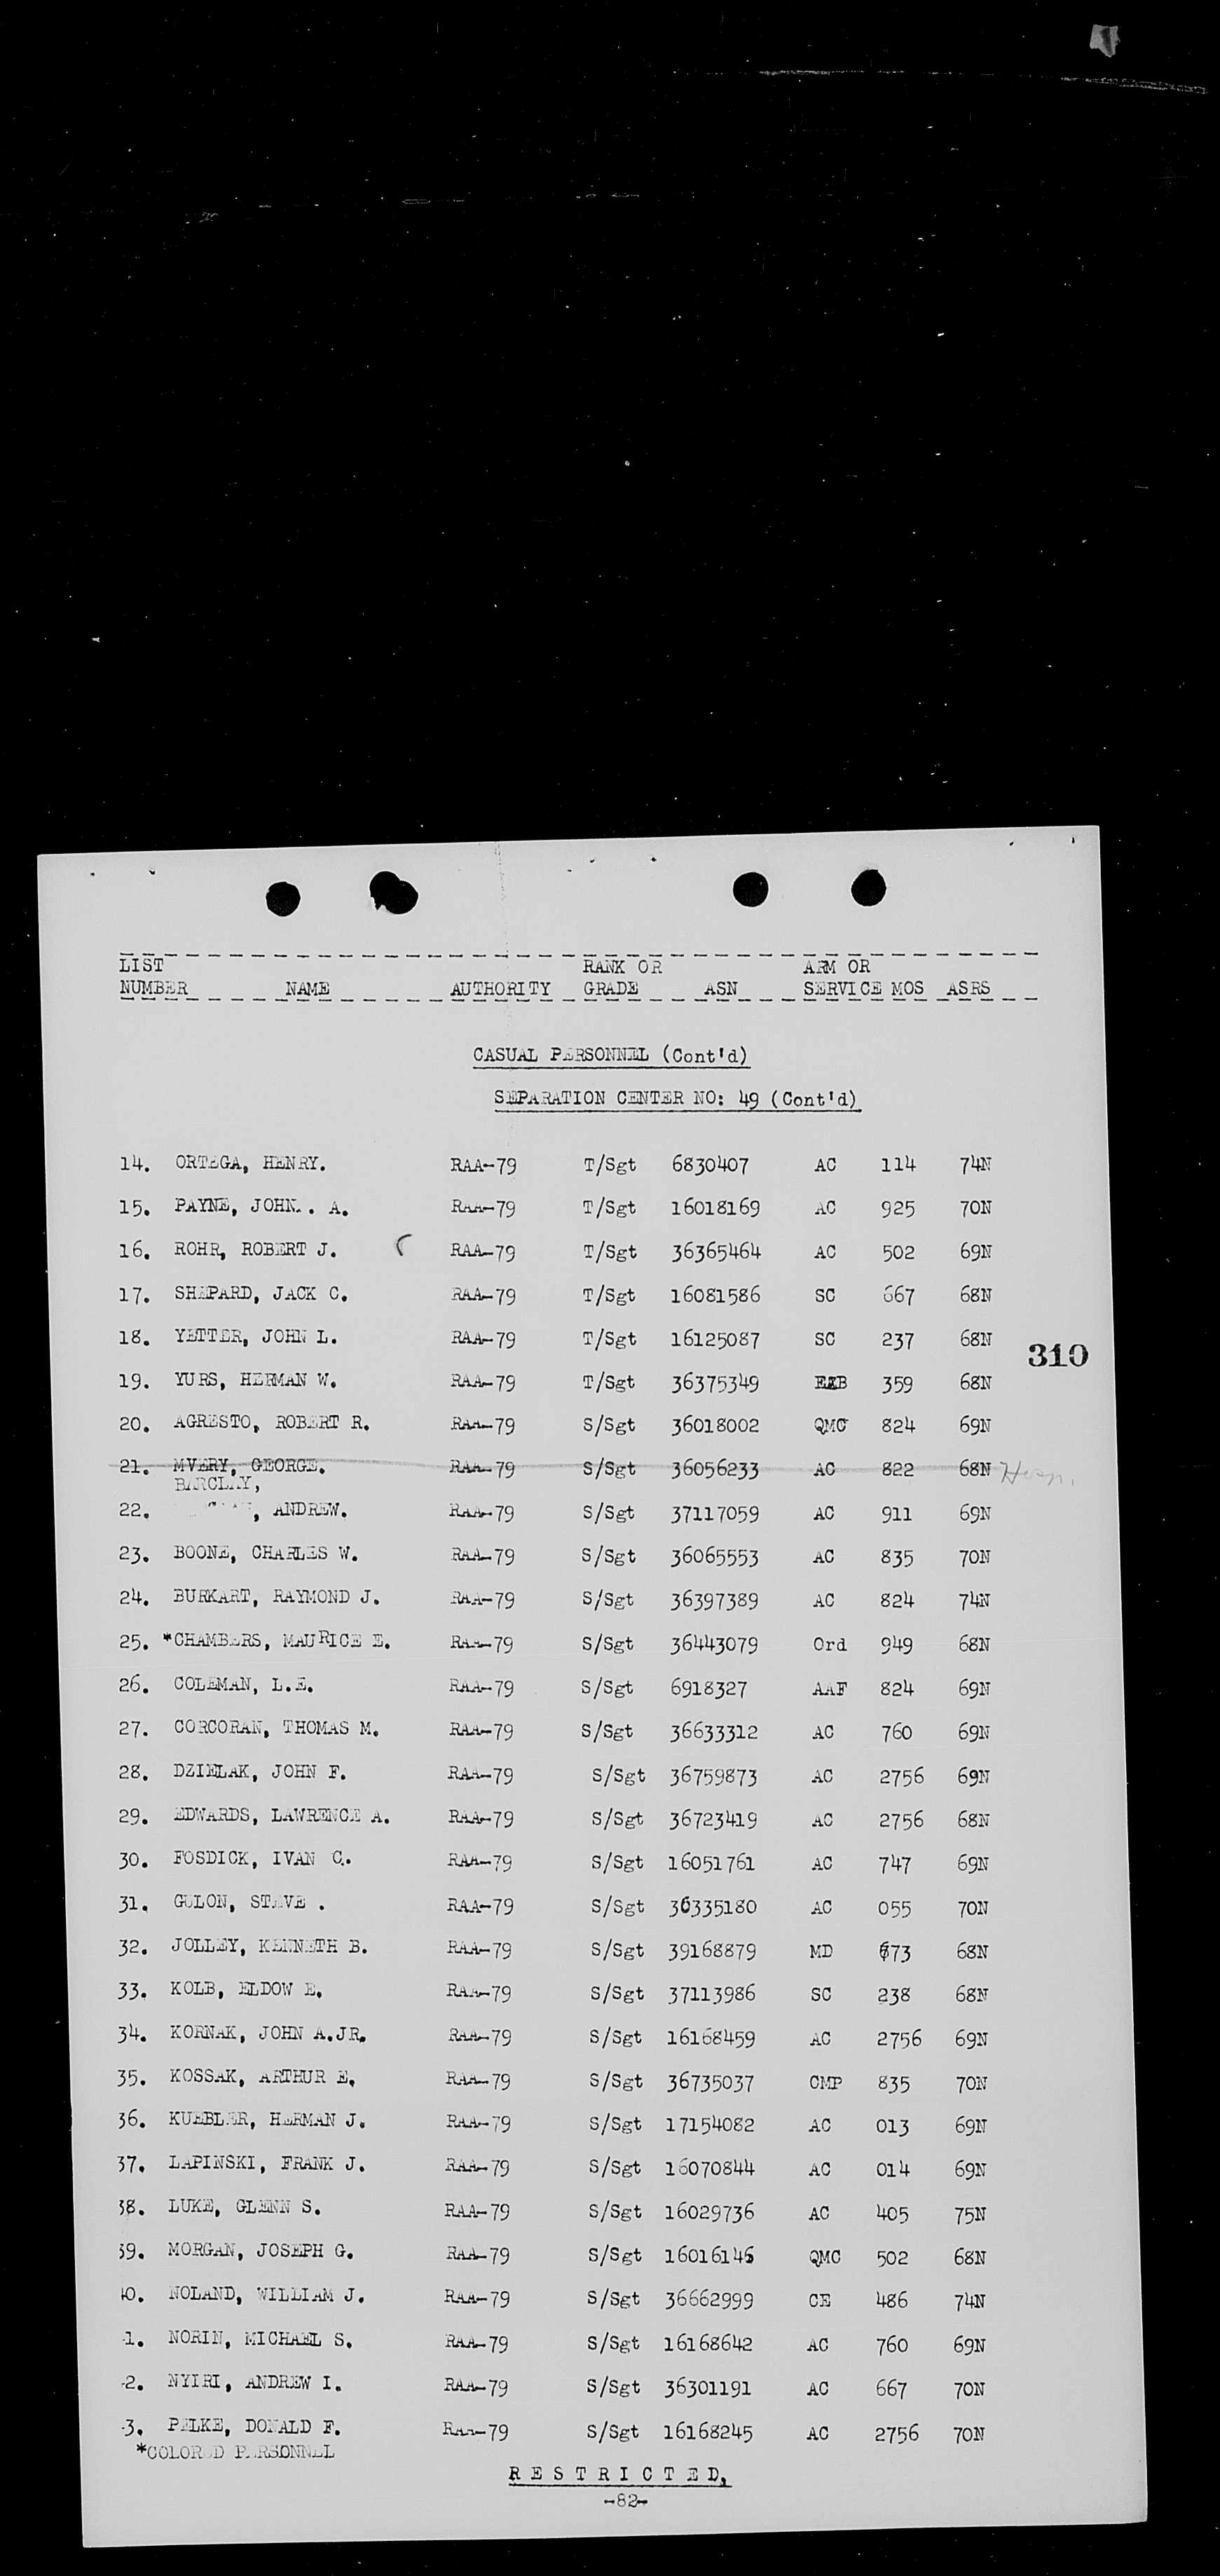 LIST RANK OR ARM OR
NUMBER NAME AUTHORITY GRADE ASN SERVICE MOS ASRS
CASUAL PERSONNEL (Cont'd)
SEPARATION CENTER NO: 49 (Cont'd)
14. ORTEGA, HENRY. RAA-79 T/Sgt 6830407 AC 114 74N
15. PAYNE, JOHN. . A. RAA-79 T/Sgt 16018169 AC 925 70N
16. ROHR, ROBERT J. RAA-79 T/Sgt 36365464 AC 502 69N
17. SHEPARD, JACK C. RAA-79 T/Sgt 16081586 SC 667 68N
18. YETTER, JOHN L. RAA-79 T/Sgt 16125087 SC 237 68N
310
19. YURS, HERMAN W. RAA-79 T/Sgt 36375349 359 68N
20. AGRESTO, ROBERT R. RAA-79 S/Sgt 36018002 QMC 824 69N
21. MVERY, GEORGE. RAA-79 S/Sgt 36056233 AC 822 68N
BARCLAY,
22. , ANDREW. RAA-79 S/Sgt 37117059 AC 911 69N
23. BOONE, CHARLES W. RAA-79 S/Sgt 36065553 AC 835 70N
24. BURKART, RAYMOND J. RAA-79 S/Sgt 36397389 AC 824 74N
25. *CHAMBERS, MAURICE E. RAA-79 S/Sgt 36443079 Ord 949 68N
26. COLEMAN, L.E. RAA-79 S/Sgt 6918327 AAF 824 69N
27. CORCORAN, THOMAS M. RAA-79 S/Sgt 36633312 AC 760 69N
28. DZIELAK, JOHN F. RAA-79 S/Sgt 36759873 AC 2756 69N
29. EDWARDS, LAWRENCE A. RAA-79 S/Sgt 36723419 AC 2756 68N
30. FOSDICK, IVAN C. RAA-79 S/Sgt 16051761 AC 747 69N
31. GOLON, STEVE . RAA-79 S/Sgt 36335180 AC 055 70N
32. JOLLEY, KENNETH B. RAA-79 S/Sgt 39168879 MD 673 68N
33. KOLB, ELDOW E. RAA-79 S/Sgt 37113986 SC 238 68N
34. KORNAK, JOHN A.JR. RAA-79 S/Sgt 16168459 AC 2756 69N
35. KOSSAK, ARTHUR E. RAA-79 S/Sgt 36735037 CMP 835 70N
36. KUEBLER, HERMAN J. RAA-79 S/Sgt 17154082 AC 013 69N
37. LAPINSKI, FRANK J. RAA-79 S/Sgt 16070844 AC 014 69N
38. LUKE, GLENN S. RAA-79 S/Sgt 16029736 AC 405 75N
39. MORGAN, JOSEPH G. RAA-79 S/Sgt 16016146 QMC 502 68N
40. NOLAND, WILLIAM J. RAA-79 S/Sgt 36662999 CE 486 74N
1. NORIN, MICHAEL S. RAA-79 S/Sgt 16168642 AC 760 69N
2. NYIRI, ANDREW I. RAA-79 S/Sgt 36301191 AC 667 70N
3. PELKE, DONALD F. RAA-79 S/Sgt 16168245 AC 2756 70N
*COLORED PERSONNEL
RESTRICTED.
-82-